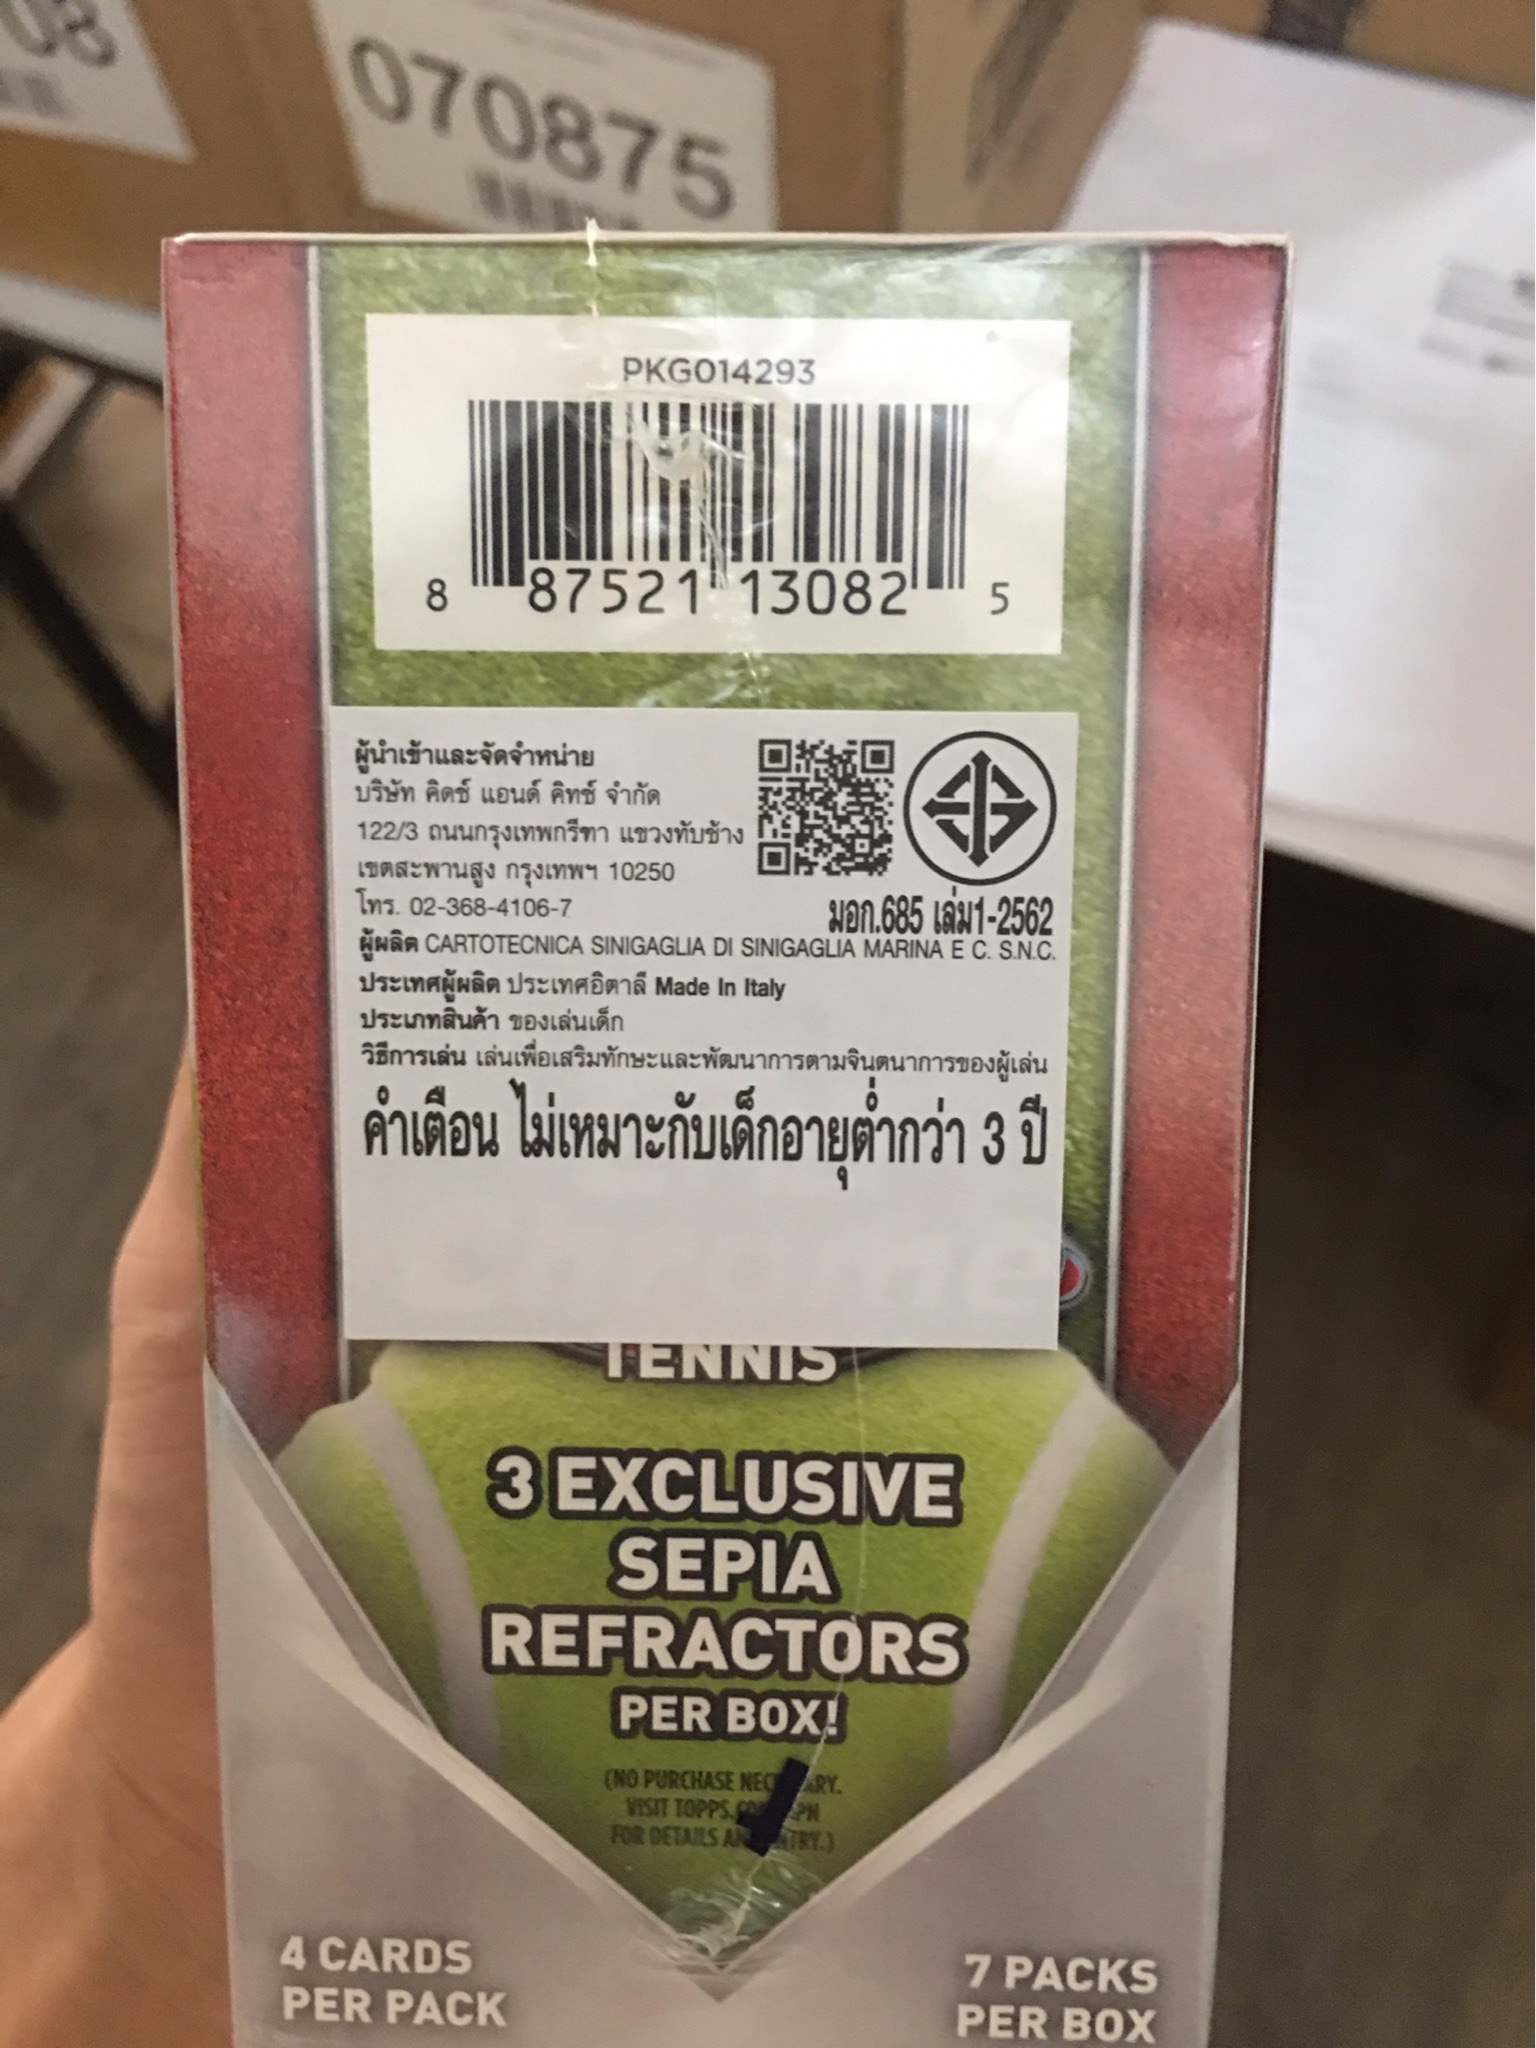 08
070875
PKG014293
8 87521 13082 5
ผู้นำเข้าและจัดจำหน่าย
บริษัท คิดซ์ แอนด์ คิทซ์ จำกัด
122/3 ถนนกรุงเทพกรีฑา แขวงทับช้าง
เขตสะพานสูง กรุงเทพฯ 10250
โทร. 02-368-4106-7
มอก.685 เล่ม1-2562
ผู้ผลิต CARTOTECNICA SINIGAGLIA DI SINIGAGLIA MARINA E C. S.N.C.
ประเทศผู้ผลิต ประเทศอิตาลี Made In Italy
ประเภทสินค้า ของเล่นเด็ก
วิธีการเล่น เล่นเพื่อเสริมทักษะและพัฒนาการตามจินตนาการของผู้เล่น
คำเตือน ไม่เหมาะกับเด็กอายุต่ำกว่า 3 ปี
Chrome
TENNIS
3 EXCLUSIVE
SEPIA
REFRACTORS
PER BOX!
(NO PURCHASE
VISIT
FOR DETAILS
4 CARDS
PER PACK
7 PACKS
PER BOX